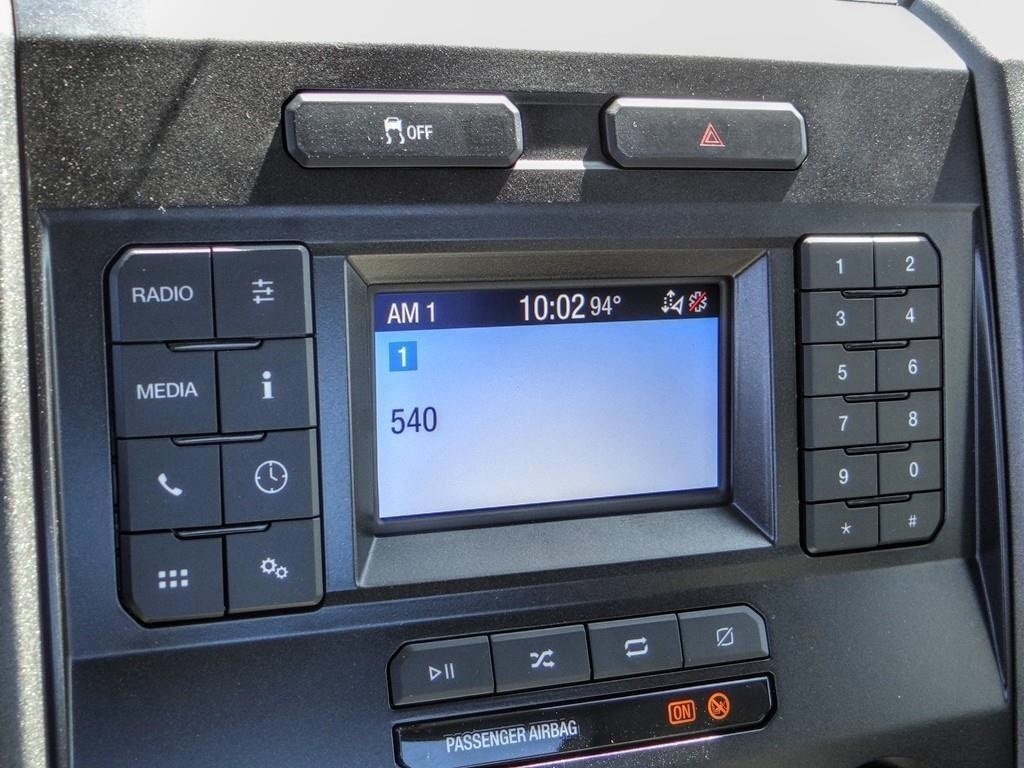 OFF
RADIO
MEDIA
i
AM 1 10:02 94°
1
540
1 2
3 4
5 6
7 8
9 0
* #
PASSENGER AIRBAG ON